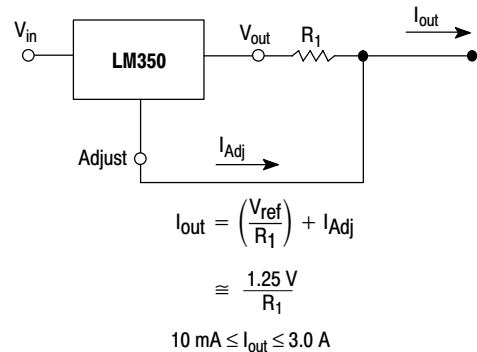 V_in
LM350
V_out
R_1
I_out
Adjust
I_Adj
I_out = (V_ref / R_1) + I_Adj
≅ 1.25 V / R_1
10 mA ≤ I_out ≤ 3.0 A